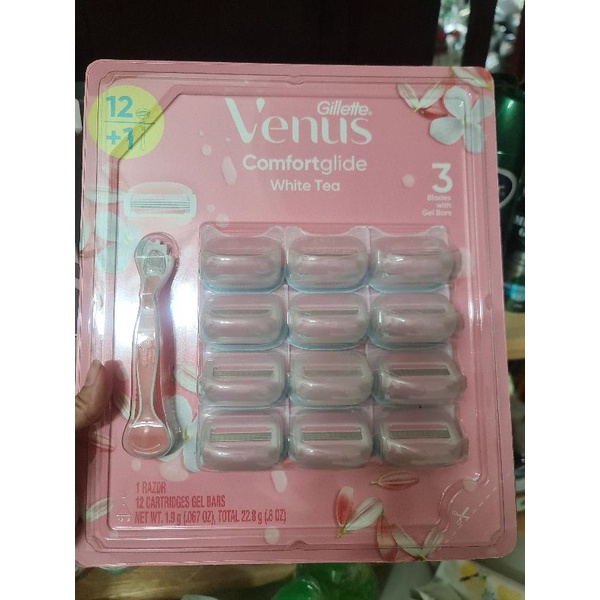 12
+1
Gillette®
Venus
Comfortglide
White Tea
3
Blades
with
Gel Bars
1 RAZOR
12 CARTRIDGES GEL BARS
NET WT. 1.9 g (.067 OZ), TOTAL 22.8 g (.8 OZ)